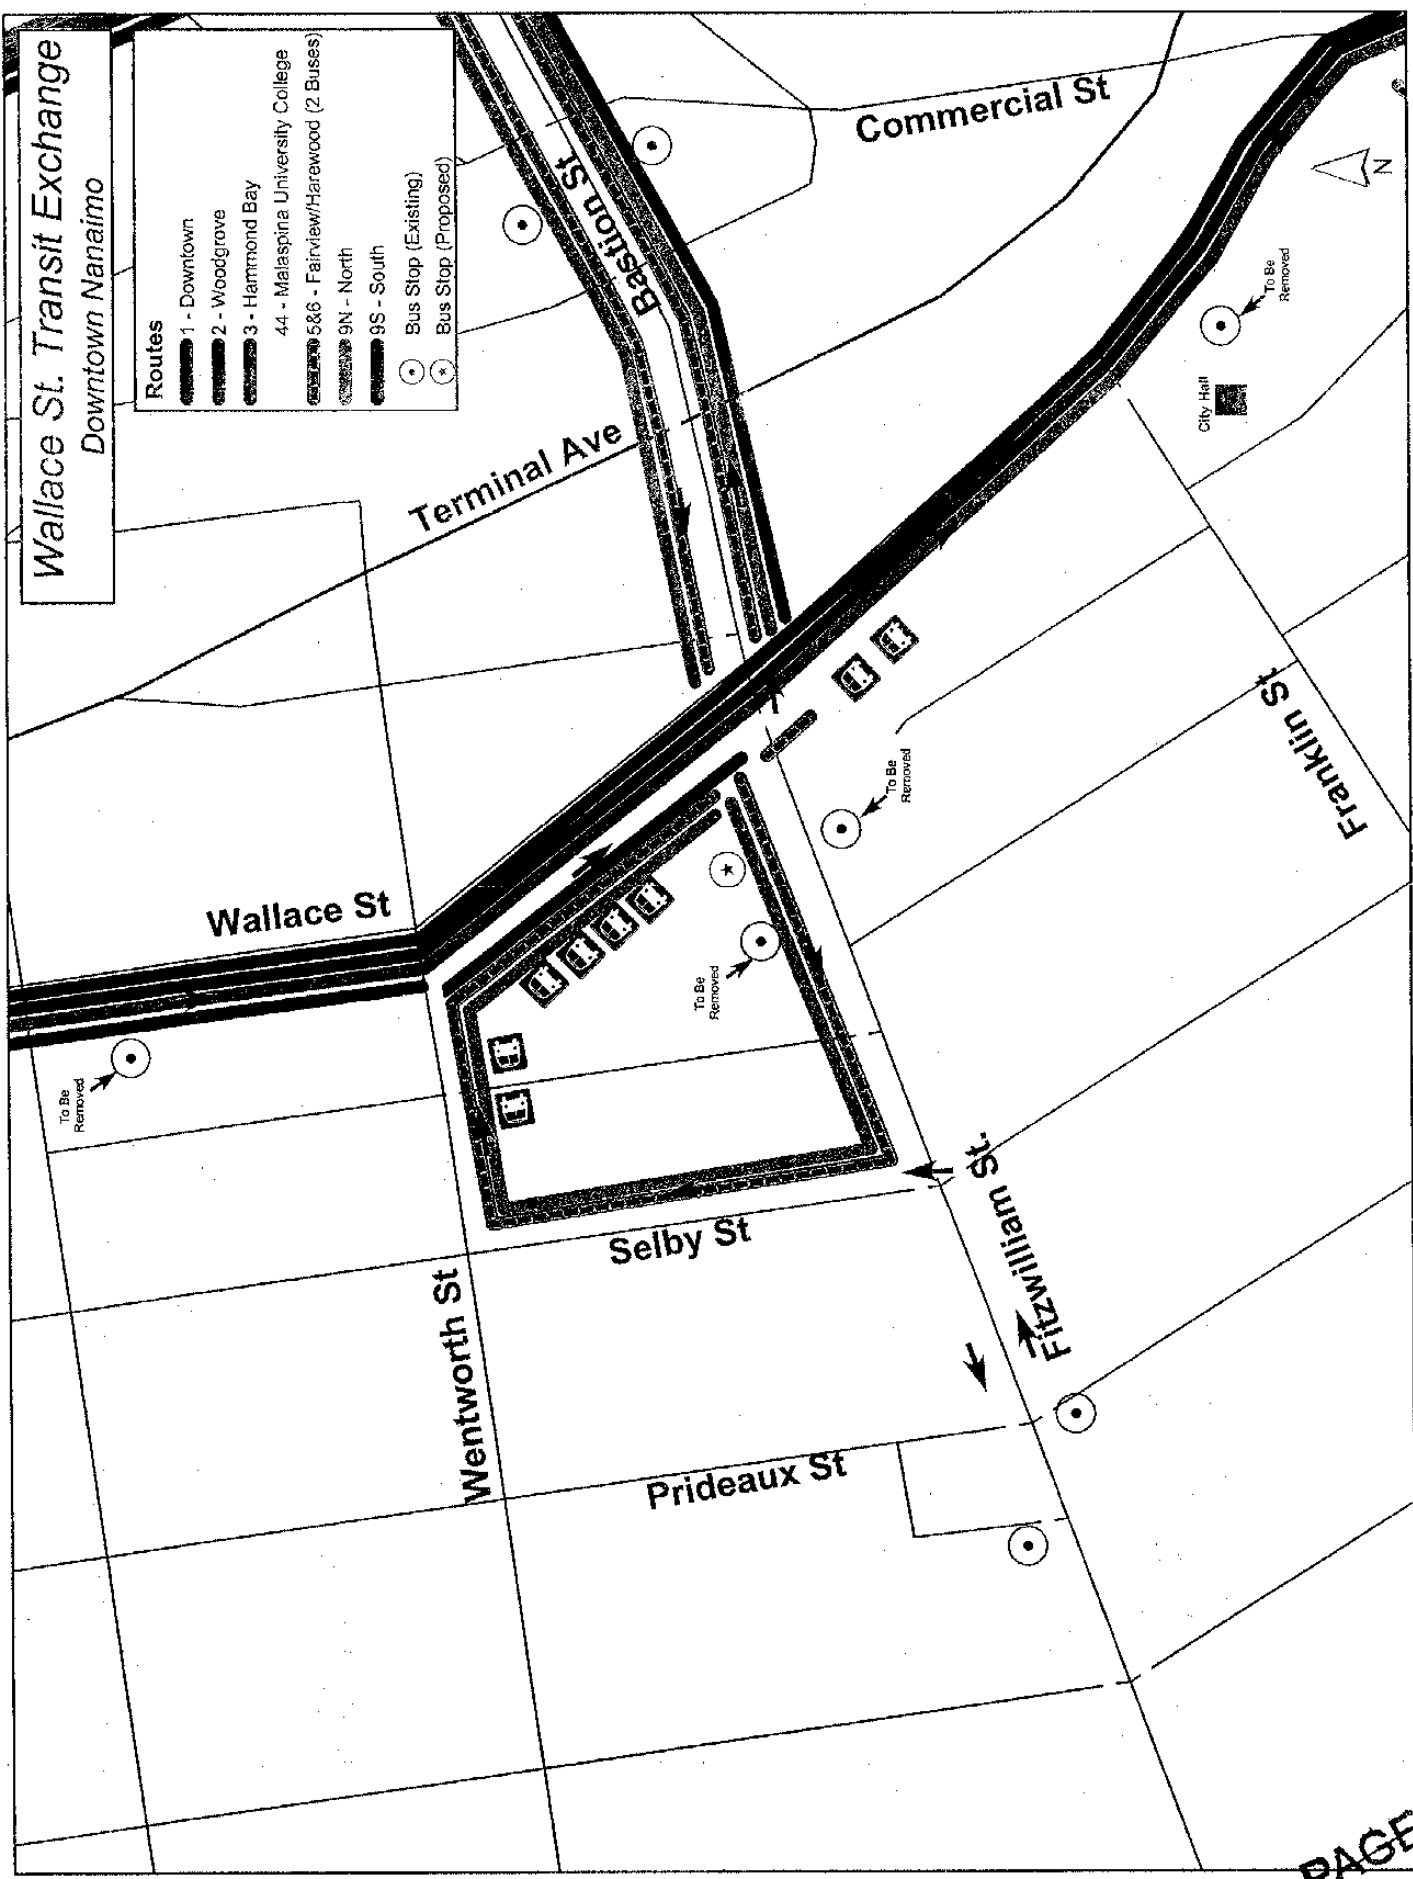 Wallace St. Transit Exchange
Downtown Nanaimo
Routes
1 - Downtown
2 - Woodgrove
3 - Hammond Bay
44 - Malaspina University College
5&6 - Fairview/Harewood (2 Buses)
9N - North
9S - South
Bus Stop (Existing)
Bus Stop (Proposed)
Commercial St
Bastion St
Terminal Ave
N
To Be
Removed
City Hall
Franklin St
To Be
Removed
Wallace St
To Be
Removed
To Be
Removed
Selby St
Fitzwilliam St.
Wentworth St
Prideaux St
PAGE